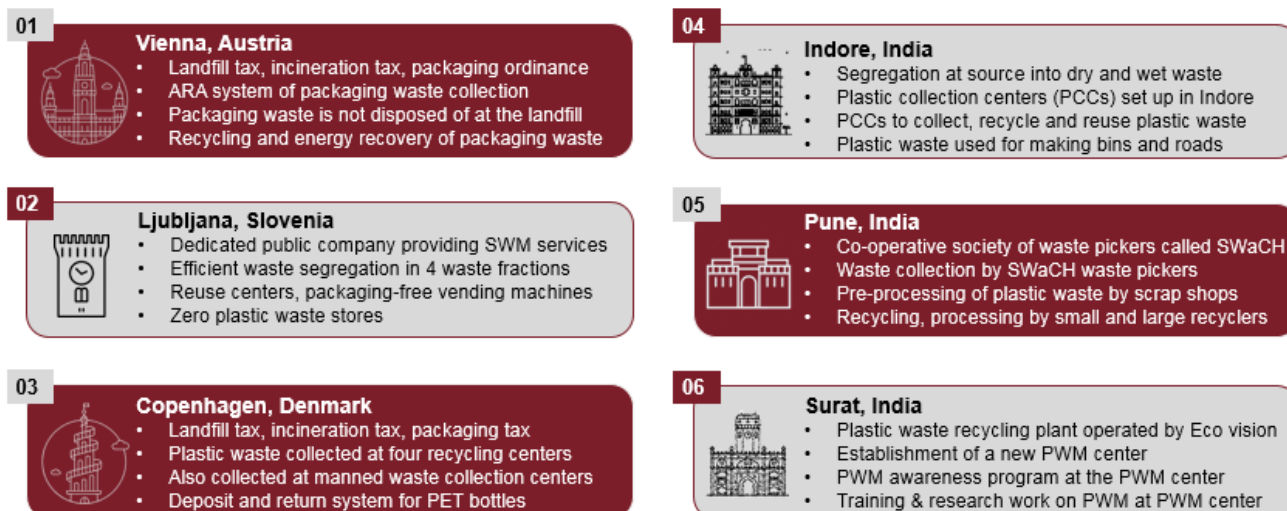 01
Vienna, Austria
• Landfill tax, incineration tax, packaging ordinance
• ARA system of packaging waste collection
• Packaging waste is not disposed of at the landfill
• Recycling and energy recovery of packaging waste
02
Ljubljana, Slovenia
• Dedicated public company providing SWM services
• Efficient waste segregation in 4 waste fractions
• Reuse centers, packaging-free vending machines
• Zero plastic waste stores
03
Copenhagen, Denmark
• Landfill tax, incineration tax, packaging tax
• Plastic waste collected at four recycling centers
• Also collected at manned waste collection centers
• Deposit and return system for PET bottles
04
Indore, India
• Segregation at source into dry and wet waste
• Plastic collection centers (PCCs) set up in Indore
• PCCs to collect, recycle and reuse plastic waste
• Plastic waste used for making bins and roads
05
Pune, India
• Co-operative society of waste pickers called SWaCH
• Waste collection by SWaCH waste pickers
• Pre-processing of plastic waste by scrap shops
• Recycling, processing by small and large recyclers
06
Surat, India
• Plastic waste recycling plant operated by Eco vision
• Establishment of a new PWM center
• PWM awareness program at the PWM center
• Training & research work on PWM at PWM center